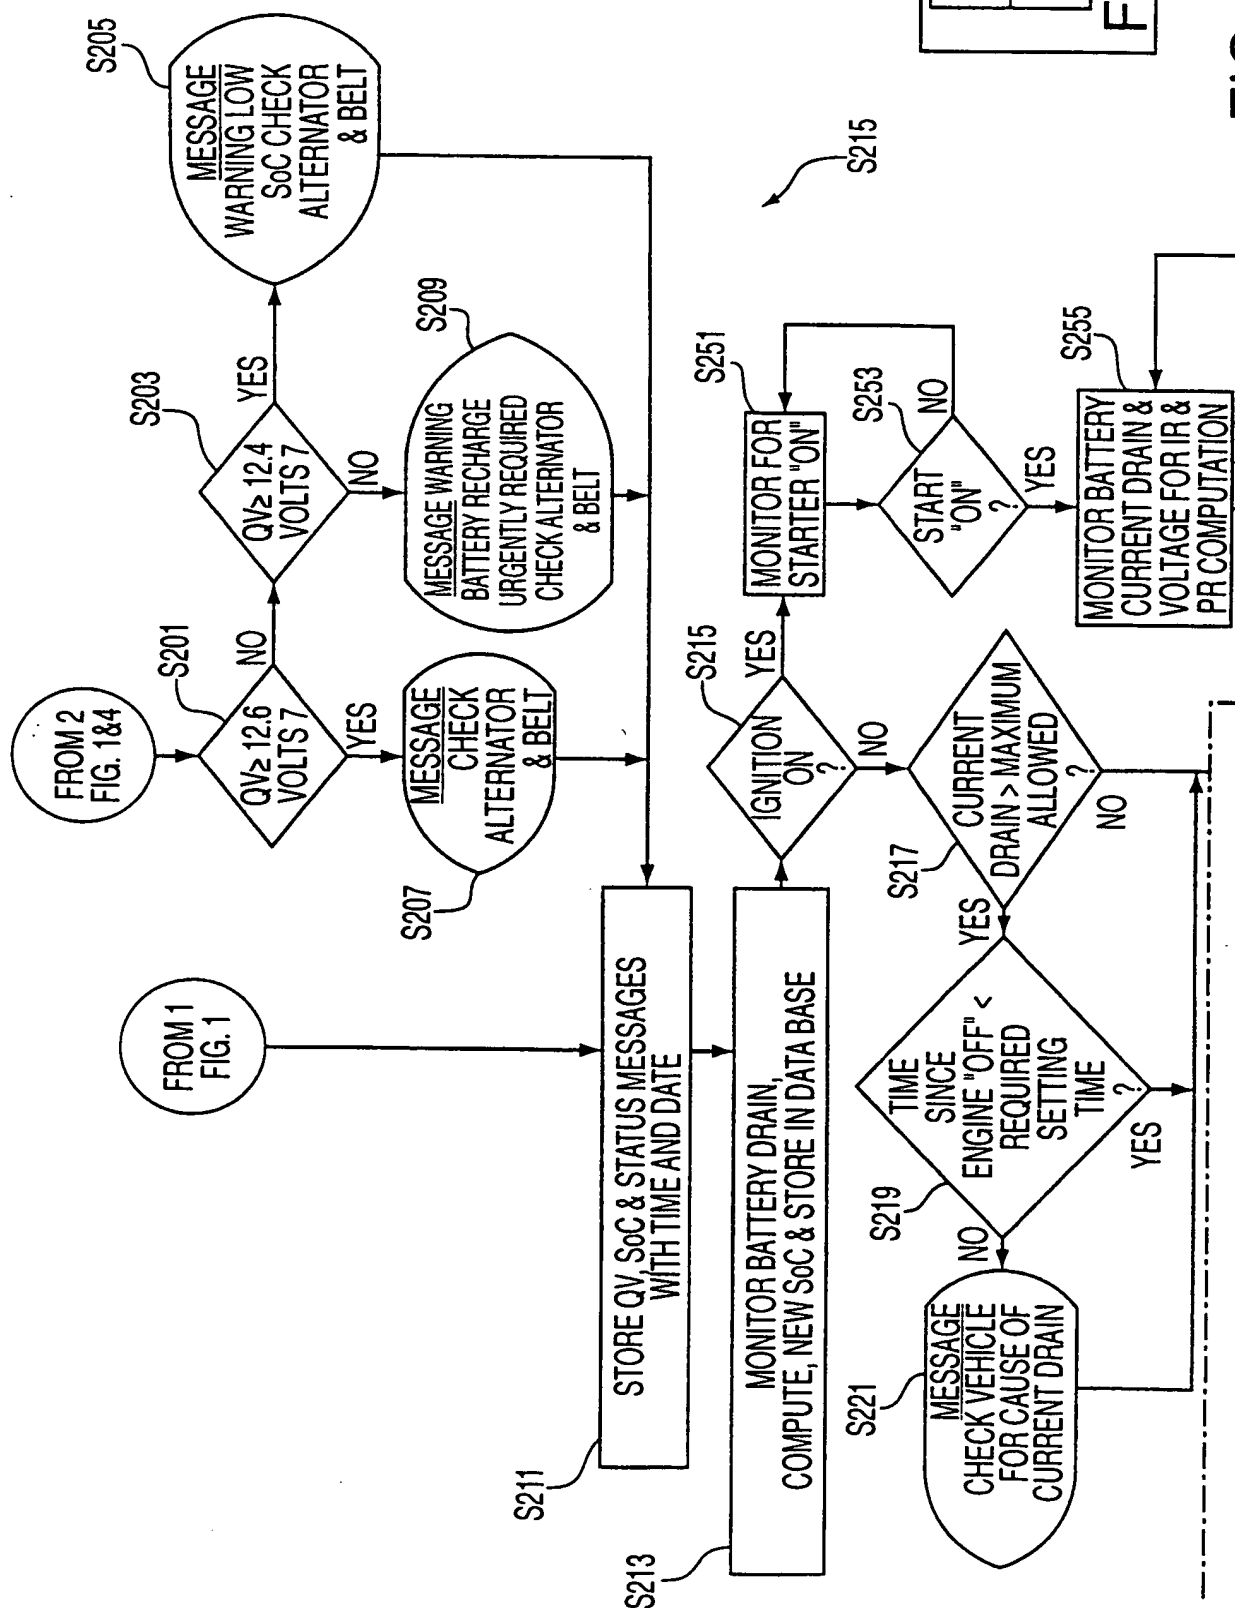 FROM 2
FIG. 1&4
S201
QV≥ 12.6
VOLTS 7
NO
YES
S203
QV≥ 12.4
VOLTS 7
YES
NO
S205
MESSAGE
WARNING LOW
SoC CHECK
ALTERNATOR
& BELT
S207
MESSAGE
CHECK
ALTERNATOR
& BELT
S209
MESSAGE WARNING
BATTERY RECHARGE
URGENTLY REQUIRED
CHECK ALTERNATOR
& BELT
FROM 1
FIG. 1
S211
STORE QV, SoC & STATUS MESSAGES
WITH TIME AND DATE
S213
MONITOR BATTERY DRAIN,
COMPUTE, NEW SoC & STORE IN DATA BASE
S215
IGNITION
ON
?
YES
NO
S251
MONITOR FOR
STARTER "ON"
S253
START
"ON"
?
NO
YES
S215
S255
MONITOR BATTERY
CURRENT DRAIN &
VOLTAGE FOR IR &
PR COMPUTATION
S217
CURRENT
DRAIN > MAXIMUM
ALLOWED
?
YES
NO
S219
TIME
SINCE
ENGINE "OFF" <
REQUIRED
SETTING
TIME
?
NO
YES
S221
MESSAGE
CHECK VEHICLE
FOR CAUSE OF
CURRENT DRAIN
F
FIG